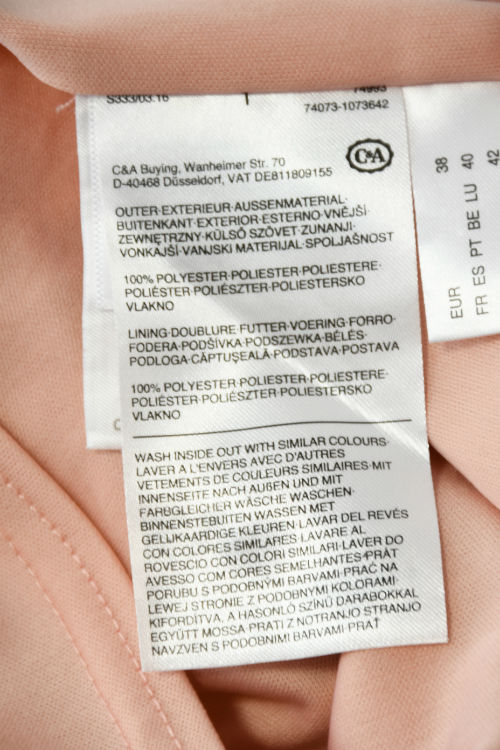 S333/03.16 1 74993
74073-1073642
C&A
C&A Buying, Wanheimer Str. 70
D-40468 Düsseldorf, VAT DE811809155
OUTER·EXTERIEUR·AUSSENMATERIAL·
BUITENKANT·EXTERIOR·ESTERNO·VNĚJŠÍ·
ZEWNĘTRZNY·KÜLSŐ SZÖVET·ZUNANJI·
VONKAJŠÍ·VANJSKI MATERIJAL·SPOLJAŠNOST
100% POLYESTER·POLIESTER·POLIESTERE·
POLIÉSTER·POLIÉSZTER·POLIESTERSKO
VLAKNO
LINING·DOUBLURE·FUTTER·VOERING·FORRO·
FODERA·PODŠÍVKA·PODSZEWKA·BÉLÉS·
PODLOGA·CĂPTUŞEALĂ·PODSTAVA·POSTAVA
100% POLYESTER·POLIESTER·POLIESTERE·
POLIÉSTER·POLIÉSZTER·POLIESTERSKO
VLAKNO
WASH INSIDE OUT WITH SIMILAR COLOURS·
LAVER A L'ENVERS AVEC D'AUTRES
VETEMENTS DE COULEURS SIMILAIRES·MIT
INNENSEITE NACH AUßEN UND MIT
FARBGLEICHER WÄSCHE WASCHEN·
BINNENSTEBUITEN WASSEN MET
GELIJKAARDIGE KLEUREN·LAVAR DEL REVÉS
CON COLORES SIMILARES·LAVARE AL
ROVESCIO CON COLORI SIMILARI·LAVER DO
AVESSO COM CORES SEMELHANTES·PRÁT
PORUBU S PODOBNÝMI BARVAMI·PRAĆ NA
LEWEJ STRONIE Z PODOBNYMI KOLORAMI·
KIFORDÍTVA, A HASONLÓ SZÍNŰ DARABOKKAL
EGYÜTT MOSSA·PRATI Z NOTRANJO STRANJO
NAVZVEN S PODOBNIMI BARVAMI·PRAŤ
EUR 38
FR ES PT BE LU 40
42